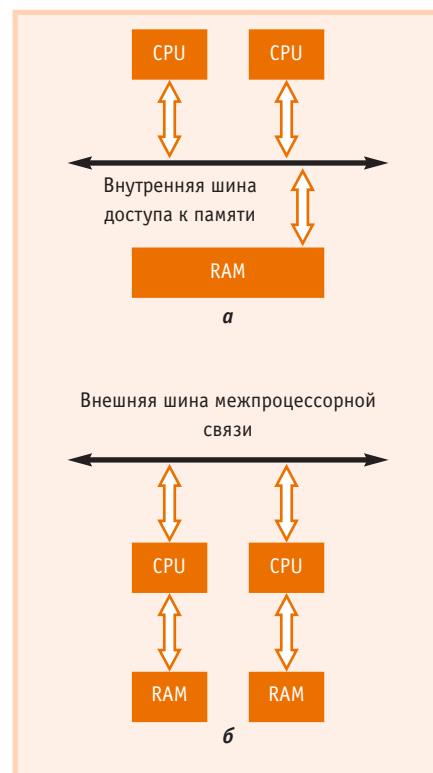 CPU CPU
Внутренняя шина
доступа к памяти
RAM
а
Внешняя шина межпроцессорной
связи
CPU CPU
RAM RAM
б